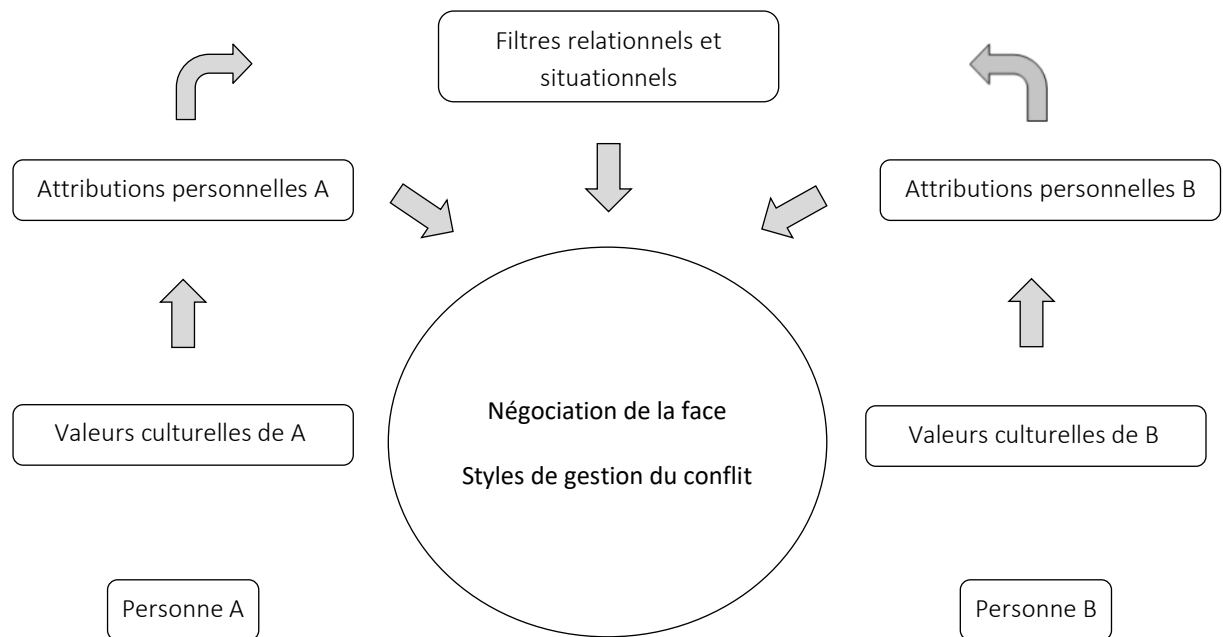 Filtres relationnels et
situationnels
Attributions personnelles A
Attributions personnelles B
Valeurs culturelles de A
Négociation de la face
Styles de gestion du conflit
Valeurs culturelles de B
Personne A
Personne B